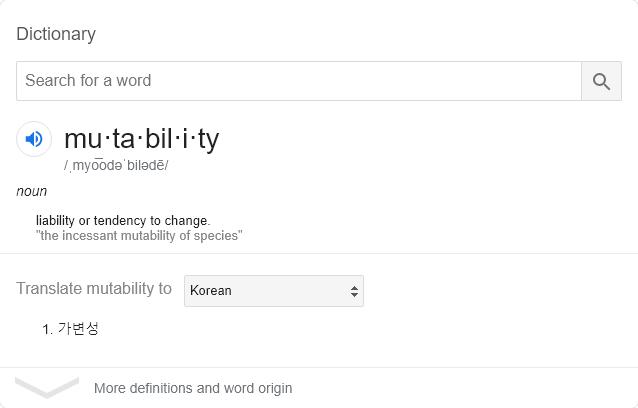 Dictionary
Search for a word
mu·ta·bil·i·ty
/ˌmyo͞odəˈbilədē/
noun
liability or tendency to change.
"the incessant mutability of species"
Translate mutability to Korean
1. 가변성
More definitions and word origin